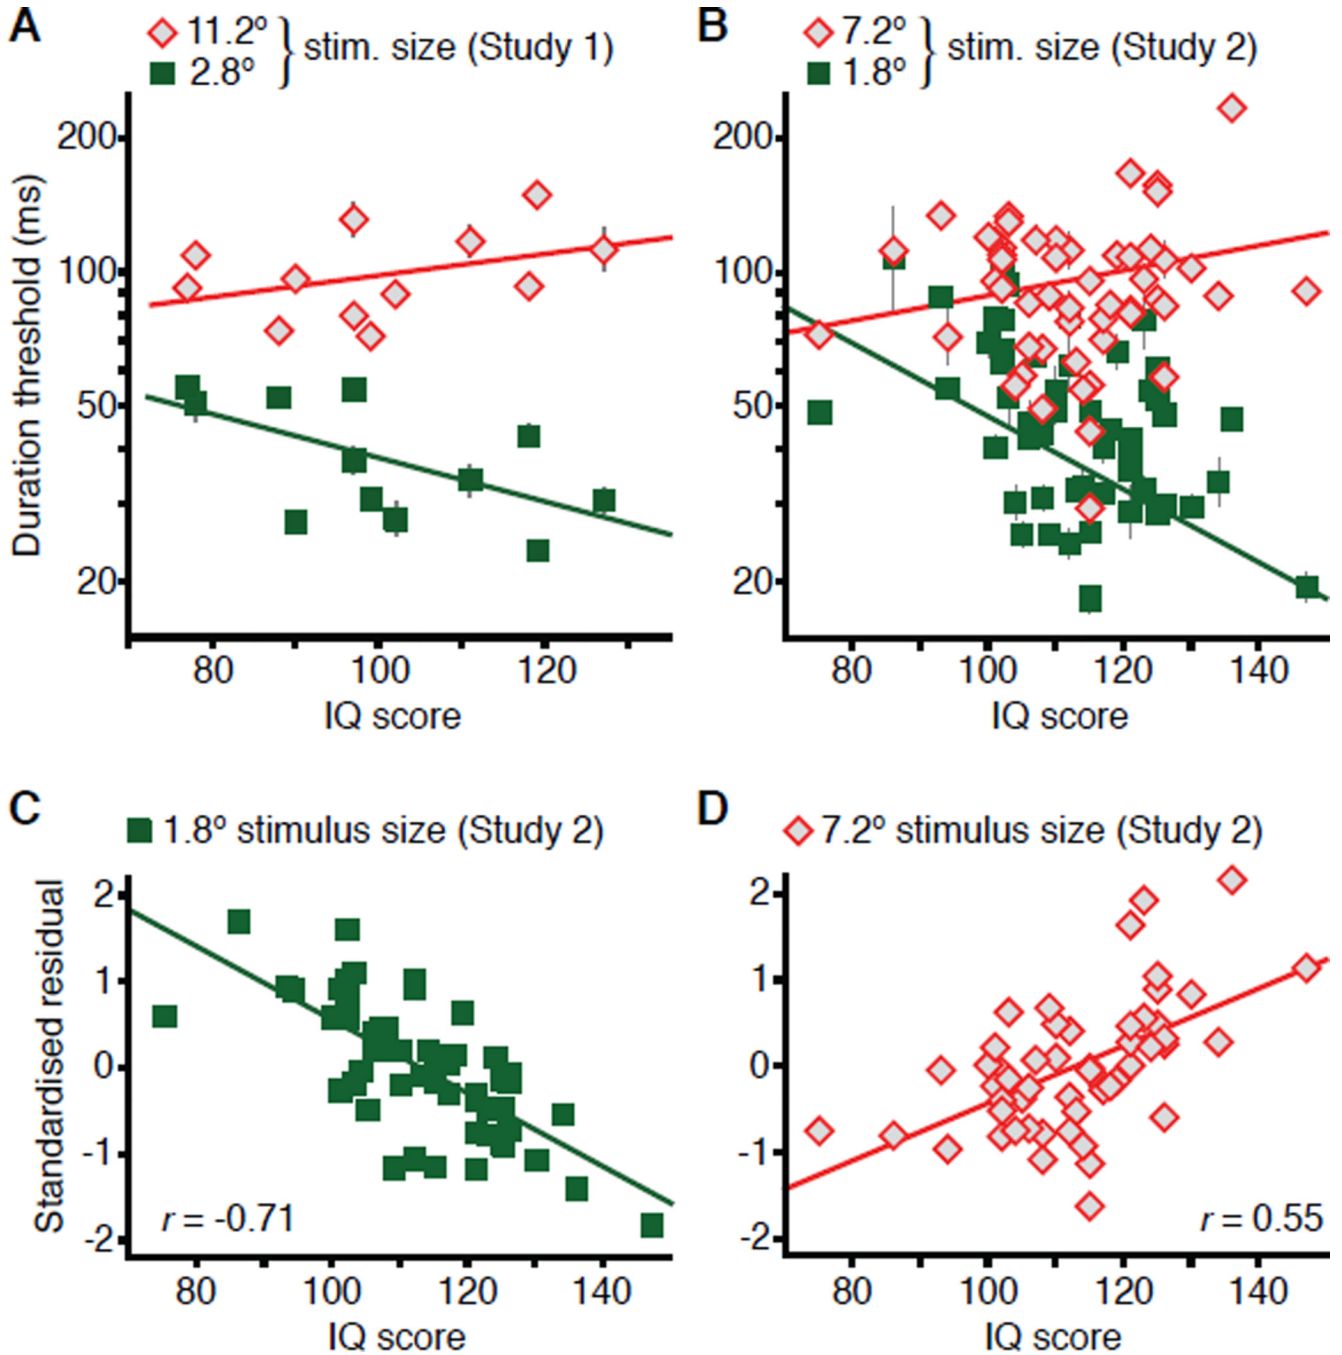 A
11.2º
2.8º
stim. size (Study 1)
Duration threshold (ms)
200
100
50
20
80 100 120
IQ score
B
7.2º
1.8º
stim. size (Study 2)
200
100
50
20
80 100 120 140
IQ score
C
1.8º stimulus size (Study 2)
Standardised residual
2
1
0
-1
-2
r = -0.71
80 100 120 140
IQ score
D
7.2º stimulus size (Study 2)
2
1
0
-1
-2
r = 0.55
80 100 120 140
IQ score